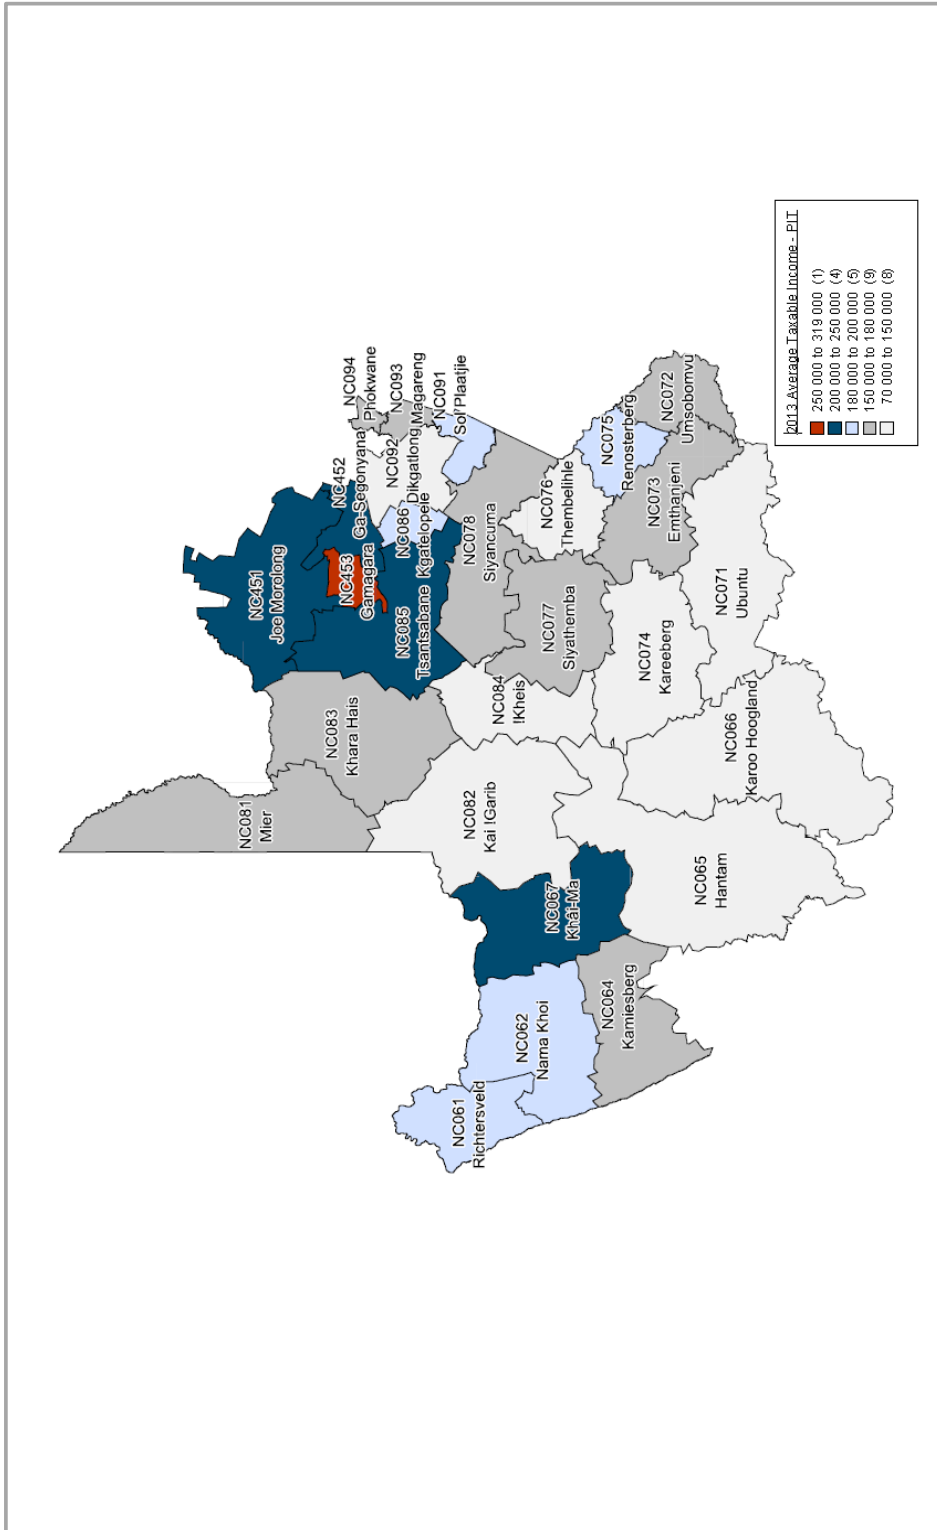 NC451
Joe Morolong
NC452
Ga-Segonyana
NC453
Gamagara
NC094
Phokwane
NC093
Magareng
NC092
Dikgatlong
NC091
Sol Plaatjie
NC086
Kgatelopele
NC085
Tsantsabane
NC083
Khara Hais
NC081
Mier
NC082
Kai !Garib
NC084
!Kheis
NC078
Siyancuma
NC077
Siyathemba
NC076
Thembelihle
NC075
Renosterberg
NC072
Umsobomvu
NC073
Emthanjeni
NC074
Kareeberg
NC071
Ubuntu
NC066
Karoo Hoogland
NC065
Hantam
NC067
Khâi-Ma
NC064
Kamiesberg
NC062
Nama Khoi
NC061
Richtersveld
2013 Average Taxable Income - PIT
250 000 to 319 000 (1)
200 000 to 250 000 (4)
180 000 to 200 000 (5)
150 000 to 180 000 (9)
70 000 to 150 000 (8)